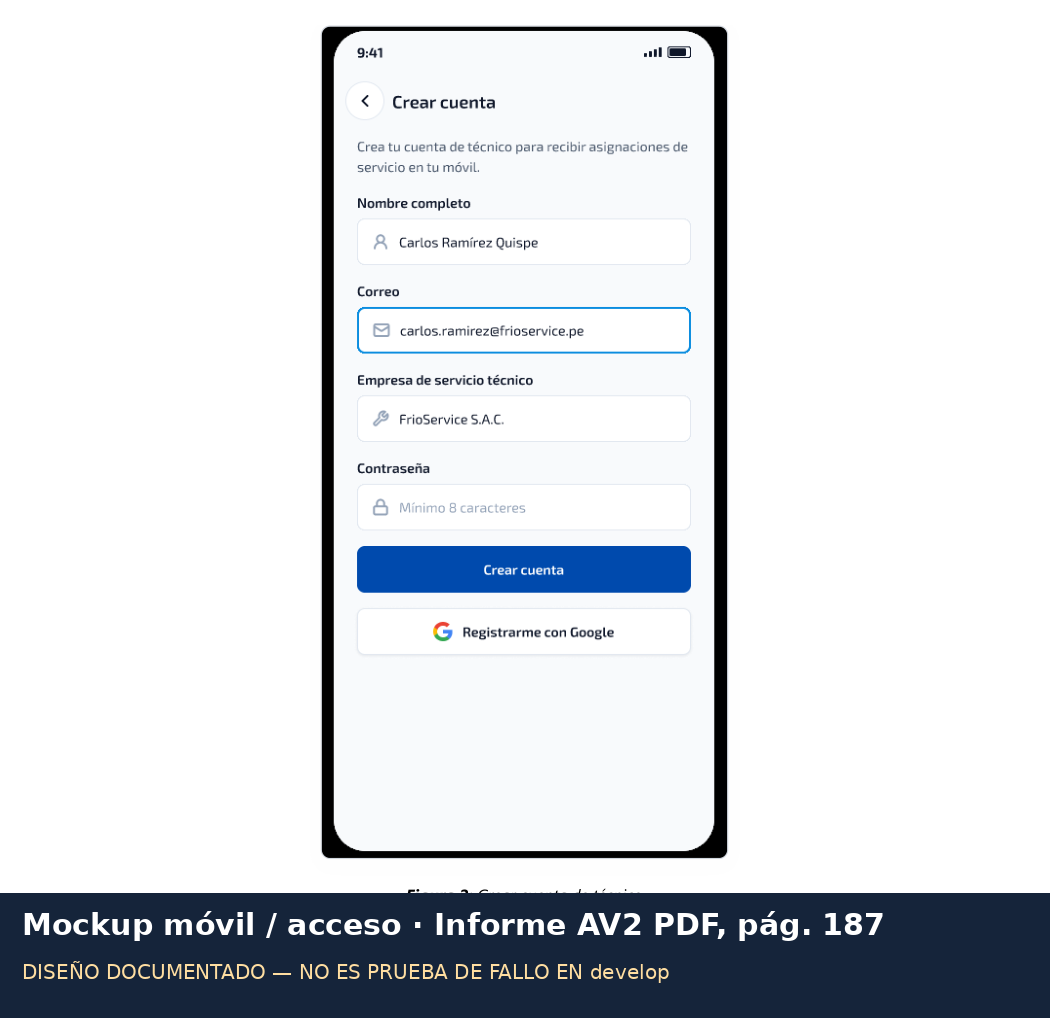 9:41
Crear cuenta
Crea tu cuenta de técnico para recibir asignaciones de
servicio en tu móvil.
Nombre completo
Carlos Ramírez Quispe
Correo
carlos.ramirez@frioservice.pe
Empresa de servicio técnico
FrioService S.A.C.
Contraseña
Mínimo 8 caracteres
Crear cuenta
Registrarme con Google
Mockup móvil / acceso · Informe AV2 PDF, pág. 187
DISEÑO DOCUMENTADO — NO ES PRUEBA DE FALLO EN develop